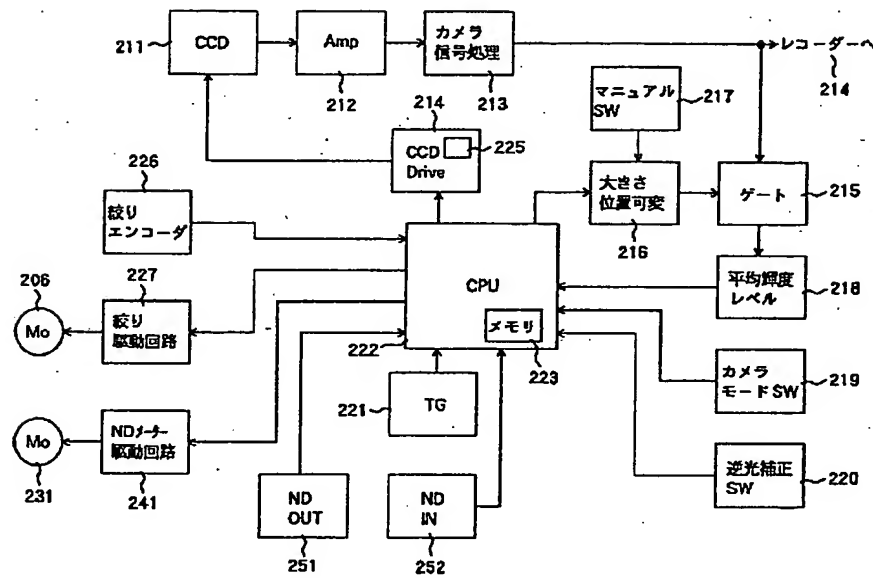 211
CCD
Amp
212
カメラ
信号処理
213
レコーダーへ
214
マニュアル
SW
217
214
CCD
Drive
225
大きさ
位置可変
216
ゲート
215
226
絞り
エンコーダ
CPU
メモリ
222
223
平均輝度
レベル
218
206
Mo
227
絞り
駆動回路
カメラ
モードSW
219
221
TG
Mo
231
NDメーター
駆動回路
241
ND
OUT
251
ND
IN
252
逆光補正
SW
220